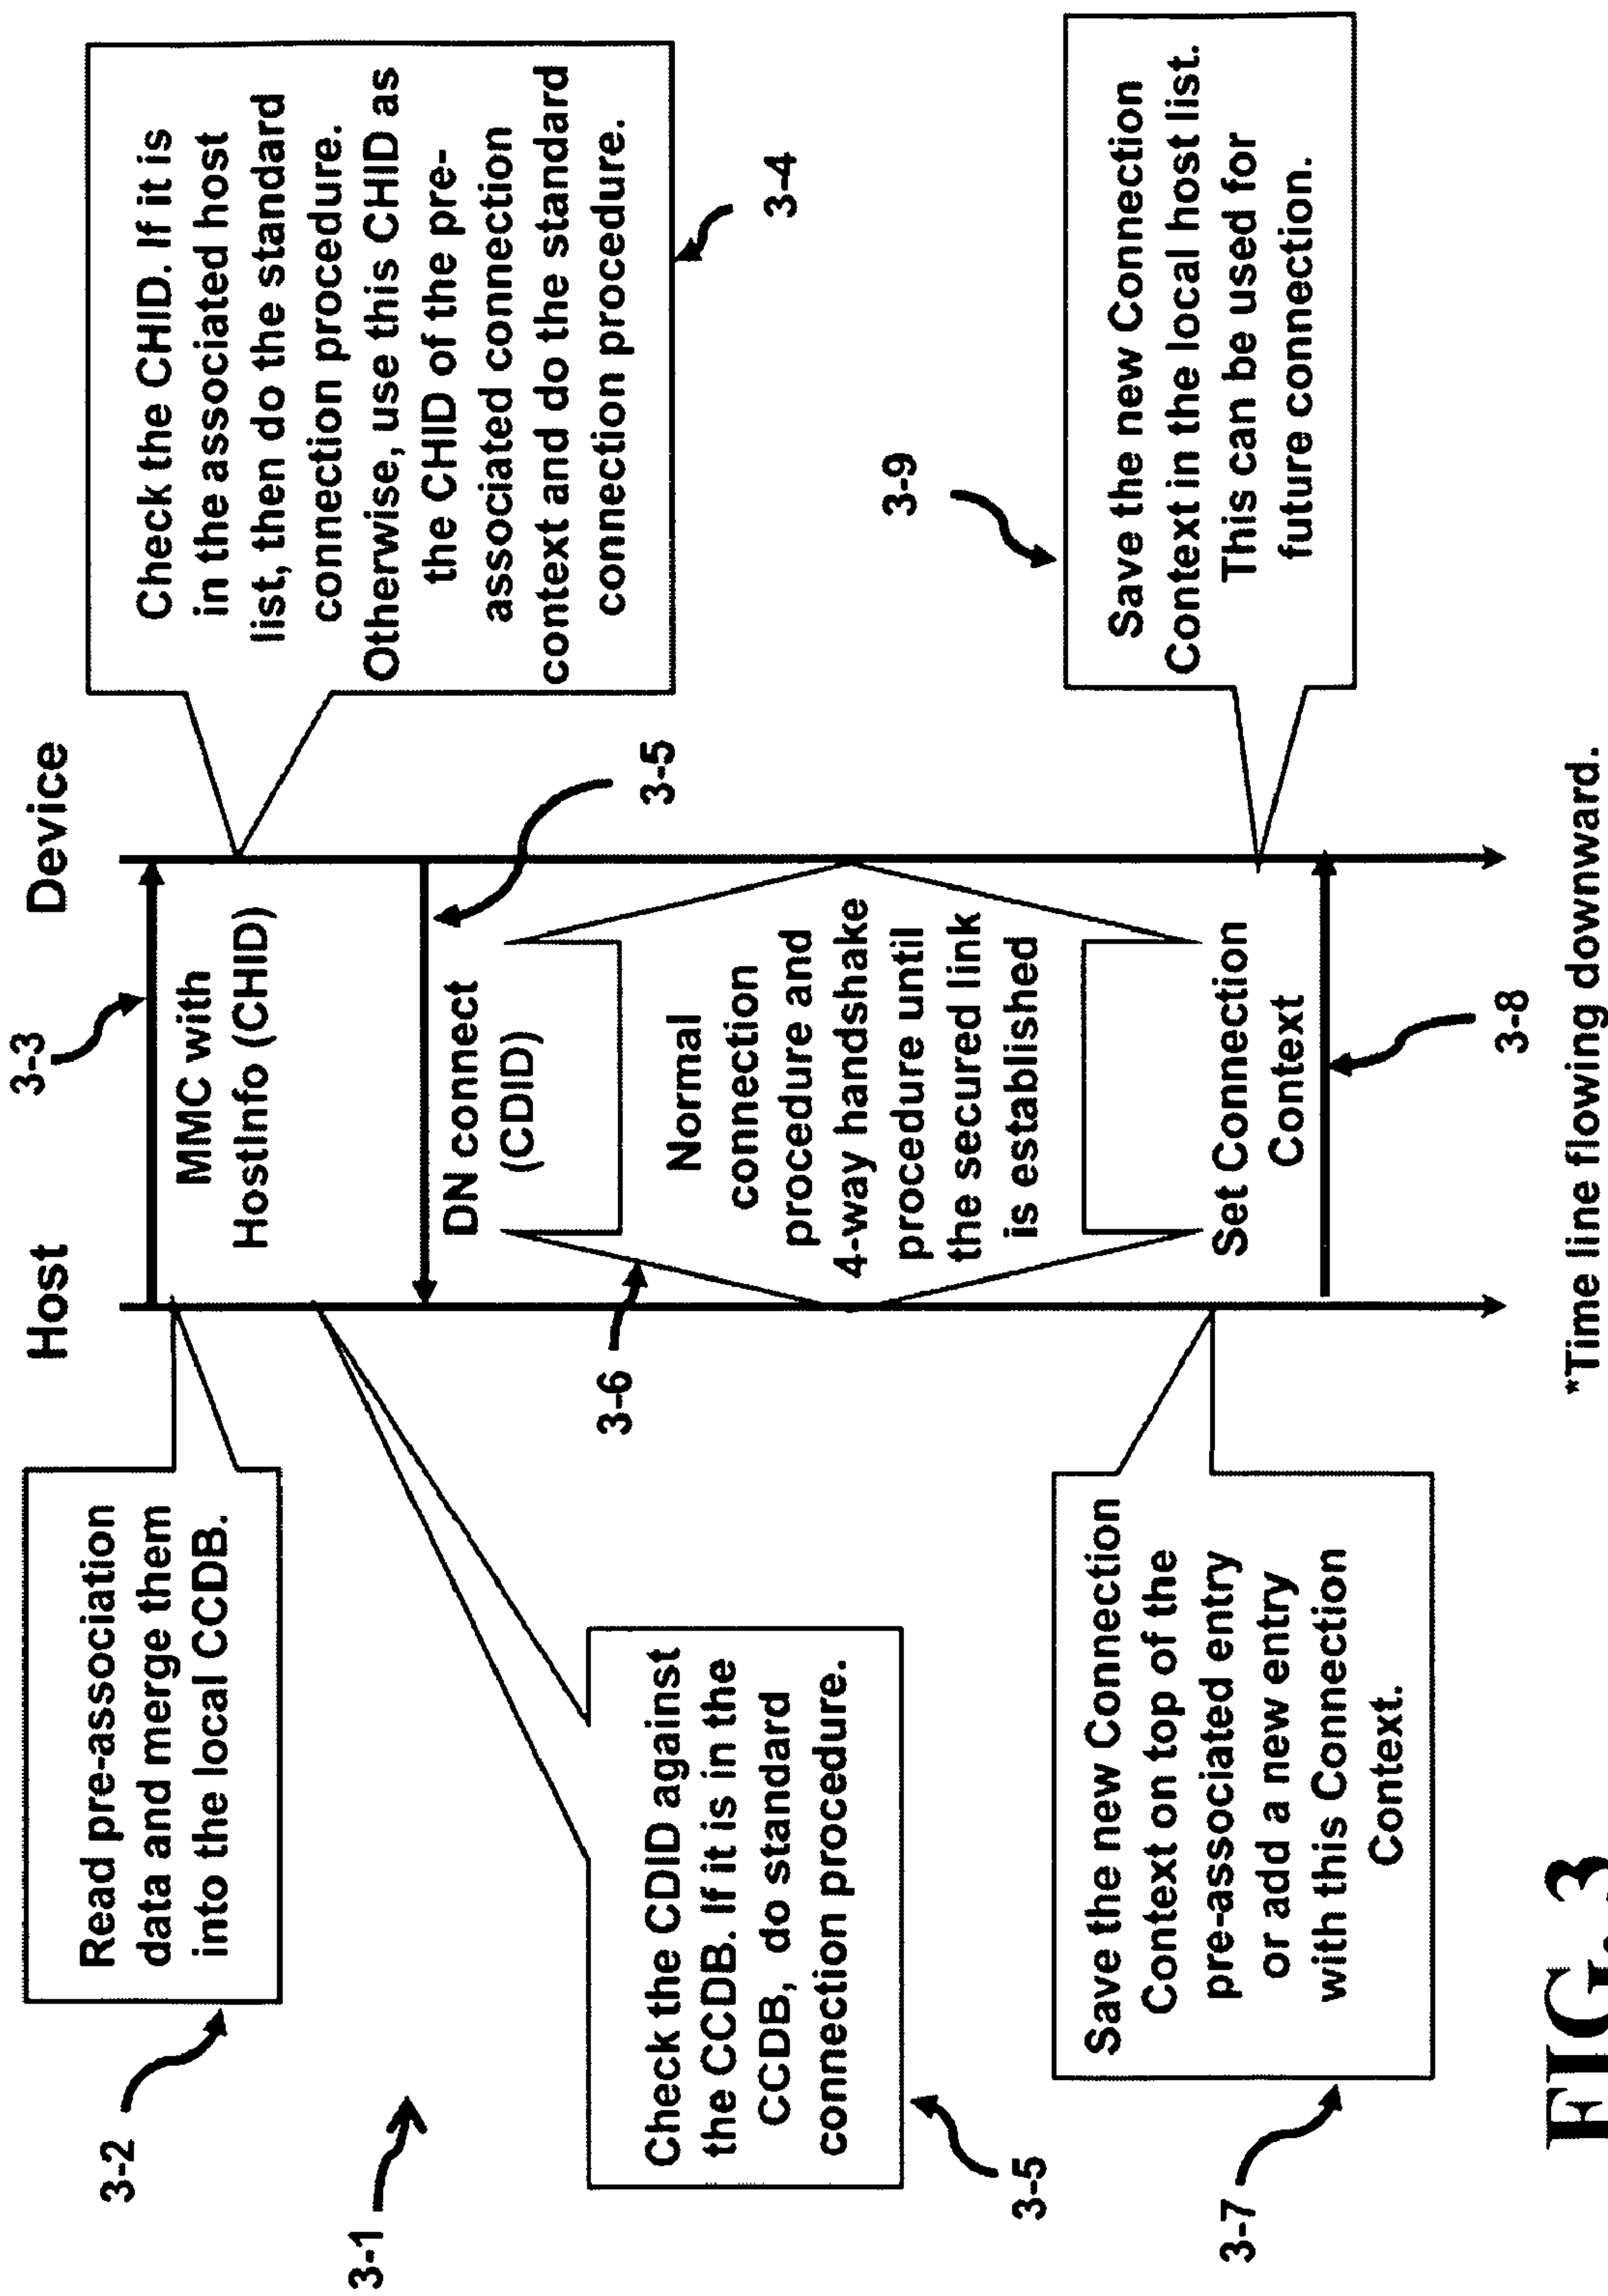 Host
Device
3-3
MMC with
HostInfo (CHID)
Read pre-association
data and merge them
into the local CCDB.
3-2
3-1
Check the CHID. If it is
in the associated host
list, then do the standard
connection procedure.
Otherwise, use this CHID as
the CHID of the pre-
associated connection
context and do the standard
connection procedure.
3-4
3-5
DN connect
(CDID)
Check the CDID against
the CCDB. If it is in the
CCDB, do standard
connection procedure.
3-5
3-6
Normal
connection
procedure and
4-way handshake
procedure until
the secured link
is established
3-9
Save the new Connection
Context in the local host list.
This can be used for
future connection.
Save the new Connection
Context on top of the
pre-associated entry
or add a new entry
with this Connection
Context.
3-7
Set Connection
Context
3-8
*Time line flowing downward.
FIG. 3